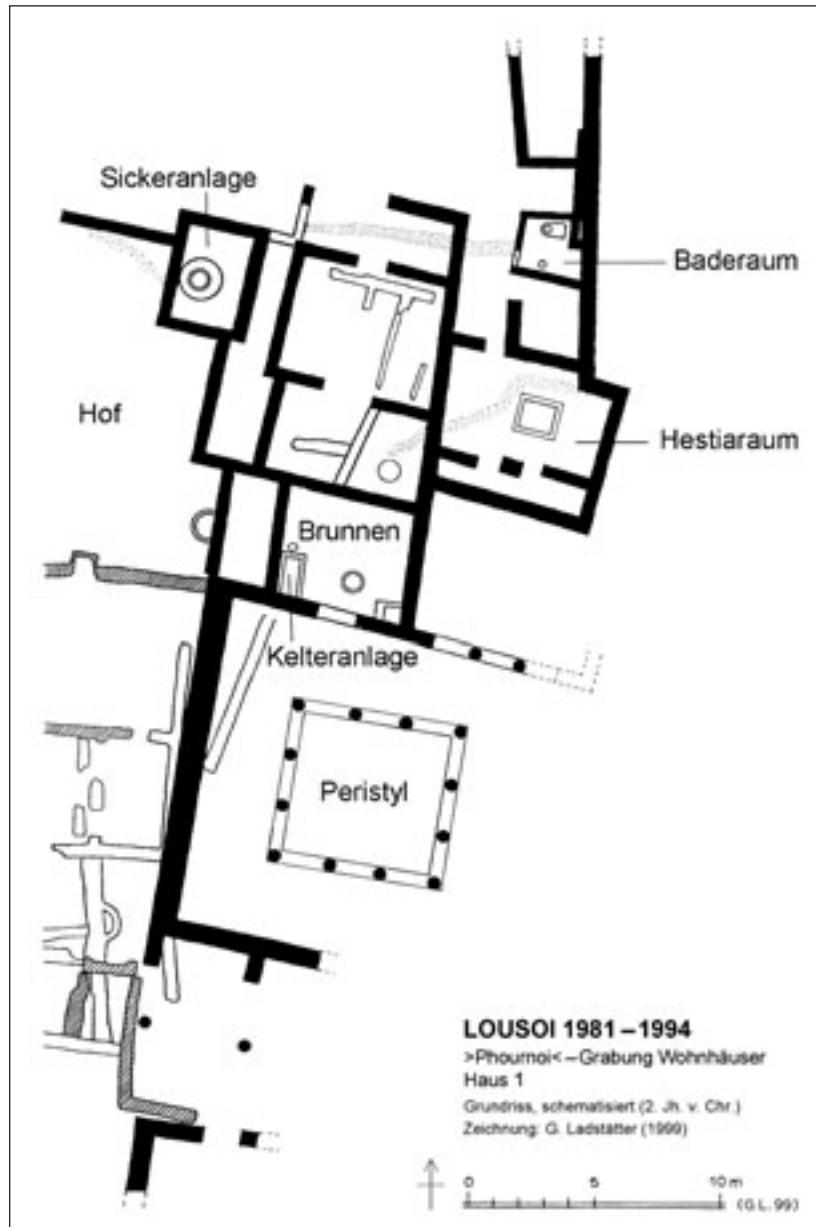 Sickeranlage
Baderaum
Hof
Hestiaraum
Brunnen
Kelteranlage
Peristyl
LOUSOI 1981 – 1994
>Phournoi< – Grabung Wohnhäuser
Haus 1
Grundriss, schematisiert (2. Jh. v. Chr.)
Zeichnung: G. Ladstätter (1999)
0 5 10 m
(G.L.99)